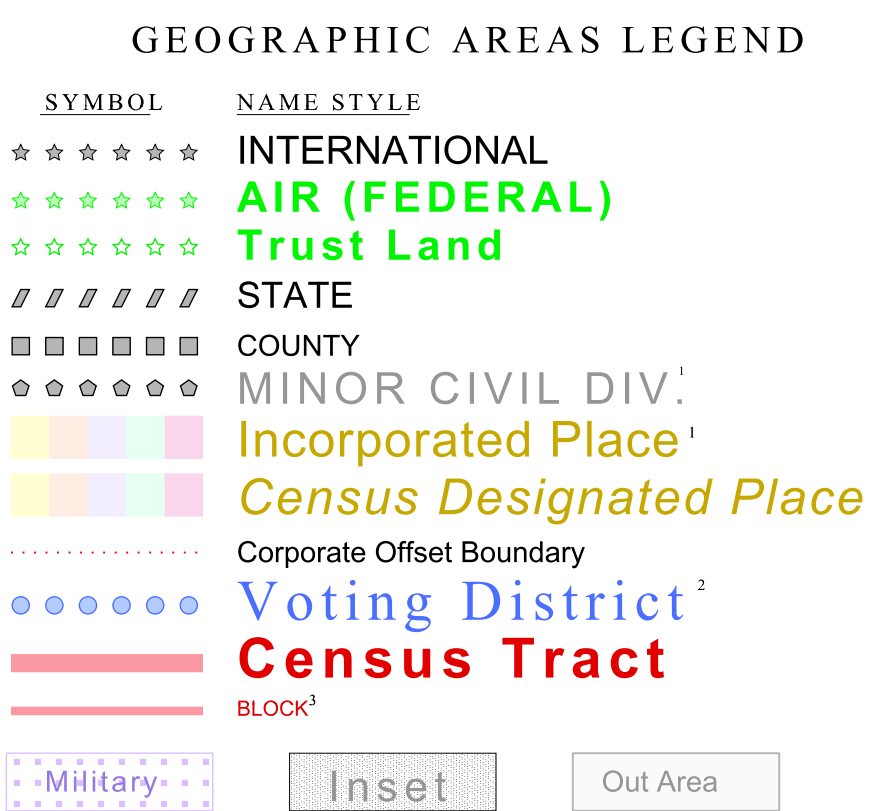 GEOGRAPHIC AREAS LEGEND
SYMBOL NAME STYLE
INTERNATIONAL
AIR (FEDERAL)
Trust Land
STATE
COUNTY
MINOR CIVIL DIV.¹
Incorporated Place ¹
Census Designated Place
Corporate Offset Boundary
Voting District ²
Census Tract
BLOCK³
Military Inset Out Area